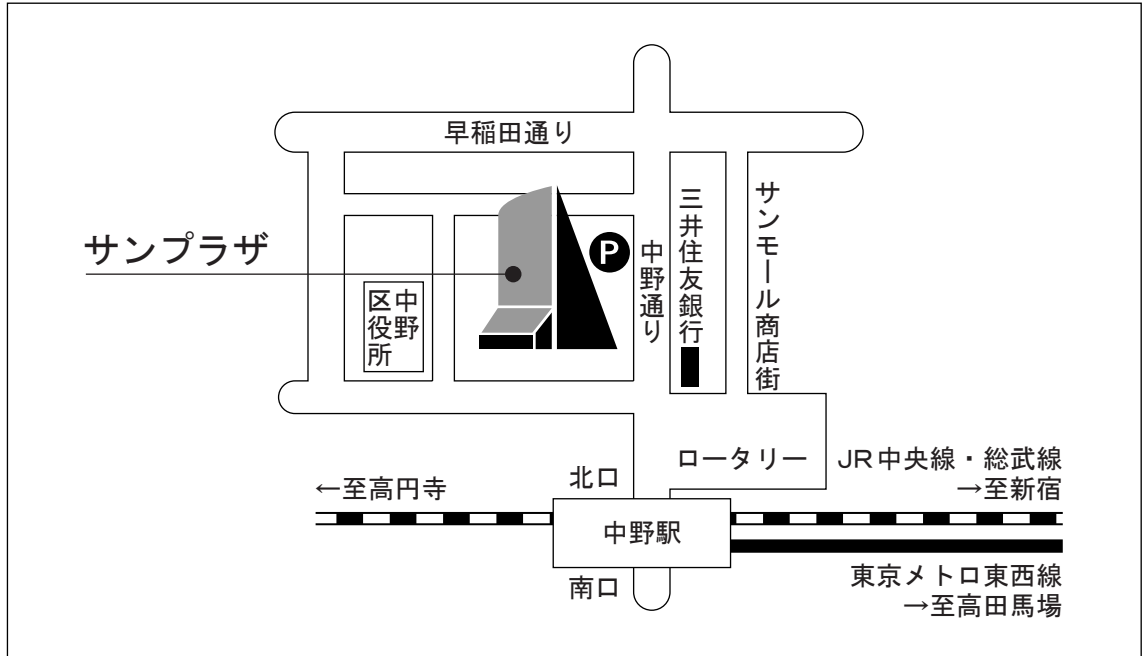 早稲田通り
サンプラザ
P
中野通り
三井住友銀行
サンモール商店街
中野
区役所
ロータリー
JR中央線・総武線
→至新宿
北口
←至高円寺
中野駅
南口
東京メトロ東西線
→至高田馬場